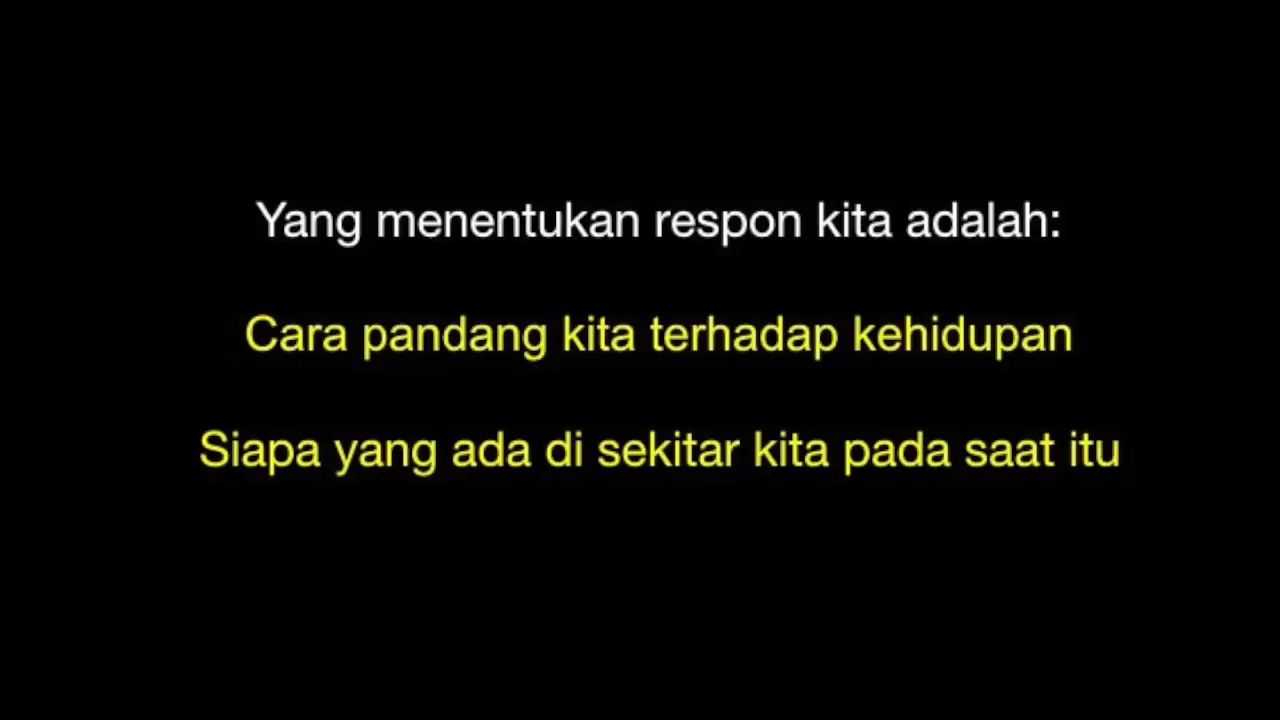 Yang menentukan respon kita adalah:
Cara pandang kita terhadap kehidupan
Siapa yang ada di sekitar kita pada saat itu